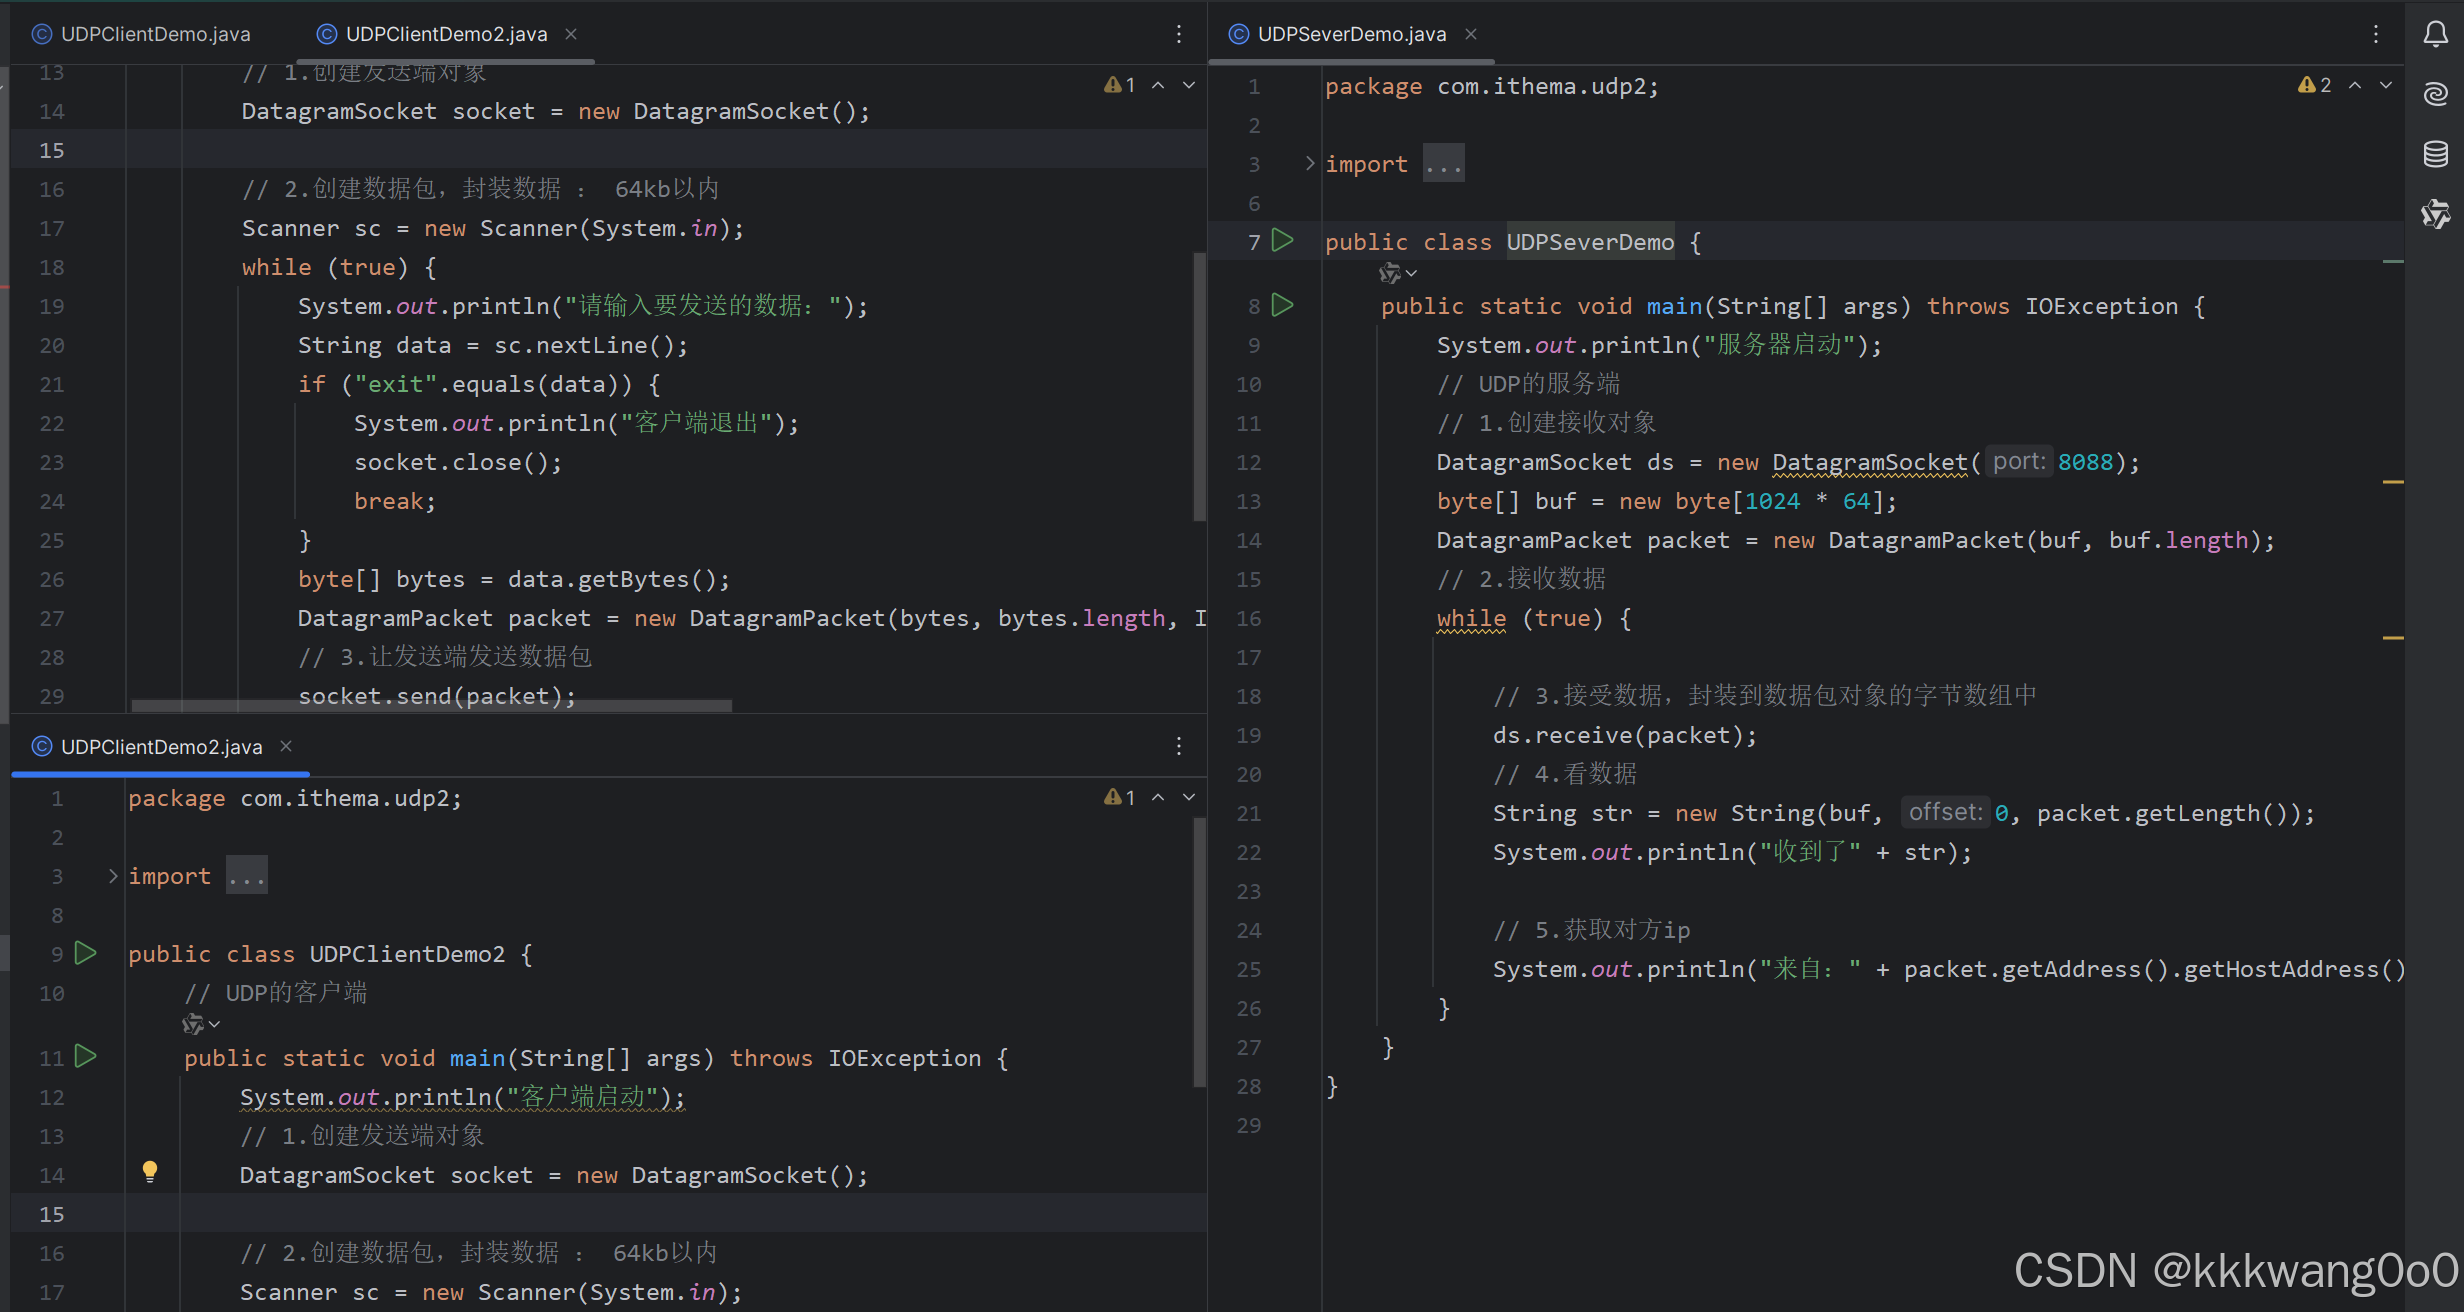 UDPClientDemo.java
UDPClientDemo2.java
13 // 1.创建发送端对象
14 DatagramSocket socket = new DatagramSocket();
15
16 // 2.创建数据包，封装数据 ： 64kb以内
17 Scanner sc = new Scanner(System.in);
18 while (true) {
19 System.out.println("请输入要发送的数据：");
20 String data = sc.nextLine();
21 if ("exit".equals(data)) {
22 System.out.println("客户端退出");
23 socket.close();
24 break;
25 }
26 byte[] bytes = data.getBytes();
27 DatagramPacket packet = new DatagramPacket(bytes, bytes.length, I
28 // 3.让发送端发送数据包
29 socket.send(packet);
1
UDPClientDemo2.java
1 package com.ithema.udp2;
2
3 import ...
8
9 public class UDPClientDemo2 {
10 // UDP的客户端
11 public static void main(String[] args) throws IOException {
12 System.out.println("客户端启动");
13 // 1.创建发送端对象
14 DatagramSocket socket = new DatagramSocket();
15
16 // 2.创建数据包，封装数据 ： 64kb以内
17 Scanner sc = new Scanner(System.in);
1
UDPSeverDemo.java
1 package com.ithema.udp2;
2
3 import ...
6
7 public class UDPSeverDemo {
8 public static void main(String[] args) throws IOException {
9 System.out.println("服务器启动");
10 // UDP的服务端
11 // 1.创建接收对象
12 DatagramSocket ds = new DatagramSocket( port: 8088);
13 byte[] buf = new byte[1024 * 64];
14 DatagramPacket packet = new DatagramPacket(buf, buf.length);
15 // 2.接收数据
16 while (true) {
17
18 // 3.接受数据，封装到数据包对象的字节数组中
19 ds.receive(packet);
20 // 4.看数据
21 String str = new String(buf, offset: 0, packet.getLength());
22 System.out.println("收到了" + str);
23
24 // 5.获取对方ip
25 System.out.println("来自：" + packet.getAddress().getHostAddress()
26 }
27 }
28 }
29
2
CSDN @kkkwang0o0